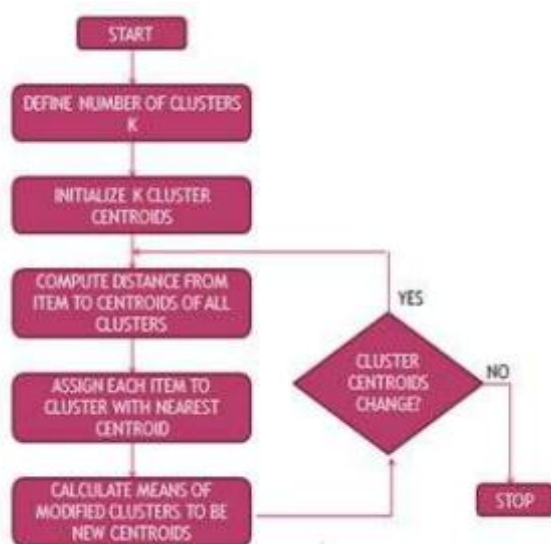 START
DEFINE NUMBER OF CLUSTERS
K
INITIALIZE K CLUSTER
CENTROIDS
COMPUTE DISTANCE FROM
ITEM TO CENTROIDS OF ALL
CLUSTERS
ASSIGN EACH ITEM TO
CLUSTER WITH NEAREST
CENTROID
CALCULATE MEANS OF
MODIFIED CLUSTERS TO BE
NEW CENTROIDS
YES
CLUSTER
CENTROIDS
CHANGE?
NO
STOP